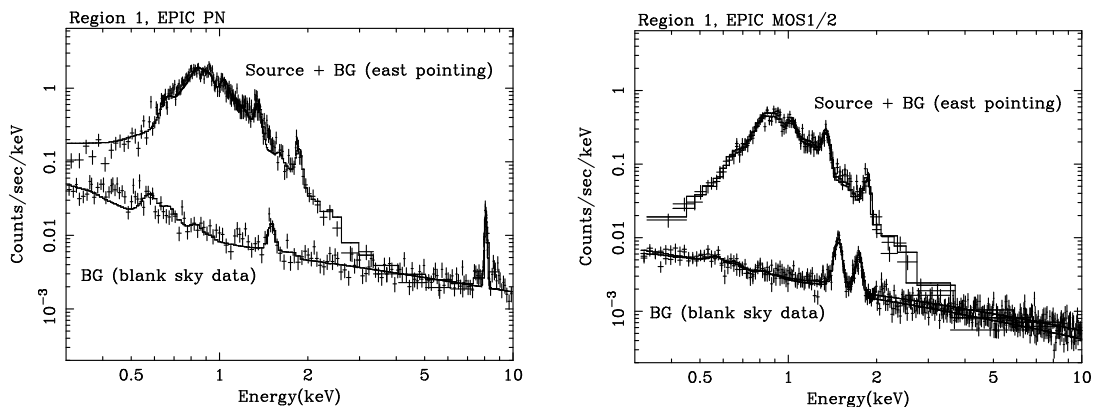 Region 1, EPIC PN
Source + BG (east pointing)
BG (blank sky data)
Counts/sec/keV
1
0.1
0.01
10⁻³
0.5
1
2
5
10
Energy(keV)
Region 1, EPIC MOS1/2
Source + BG (east pointing)
BG (blank sky data)
Counts/sec/keV
1
0.1
0.01
10⁻³
0.5
1
2
5
10
Energy(keV)